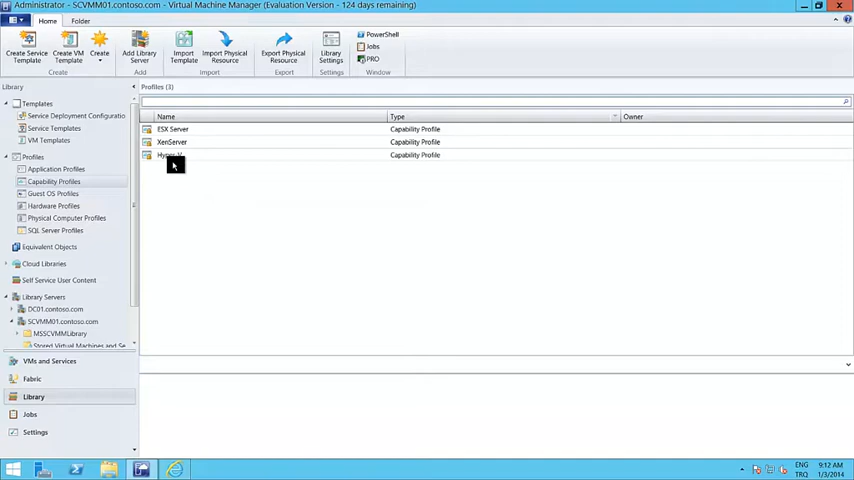 Administrator - SCVMM01.contoso.com - Virtual Machine Manager (Evaluation Version - 124 days remaining)
Home
Folder
Create Service Template
Create VM Template
Create
Add Library Server
Import Template
Import Physical Resource
Export Physical Resource
Library Settings
PowerShell
Jobs
PRO
Create
Add
Import
Export
Settings
Window
Library
Profiles (3)
Templates
Service Deployment Configuratio
Service Templates
VM Templates
Profiles
Application Profiles
Capability Profiles
Guest OS Profiles
Hardware Profiles
Physical Computer Profiles
SQL Server Profiles
Equivalent Objects
Cloud Libraries
Self Service User Content
Library Servers
DC01.contoso.com
SCVMM01.contoso.com
MSSCVMMLibrary
Stored Virtual Machines and Se
Name
Type
Owner
ESX Server
Capability Profile
XenServer
Capability Profile
Hyper-V
Capability Profile
VMs and Services
Fabric
Library
Jobs
Settings
ENG
TRQ
9:12 AM
1/3/2014